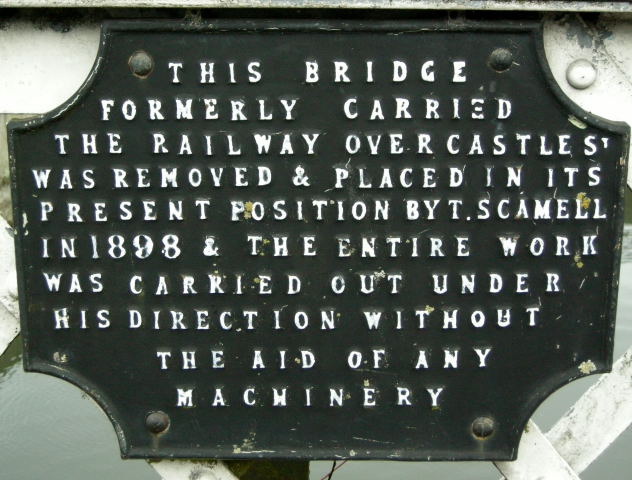 THIS BRIDGE
FORMERLY CARRIED
THE RAILWAY OVER CASTLE ST
WAS REMOVED & PLACED IN ITS
PRESENT POSITION BY T. SCAMELL
IN 1898 & THE ENTIRE WORK
WAS CARRIED OUT UNDER
HIS DIRECTION WITHOUT
THE AID OF ANY
MACHINERY